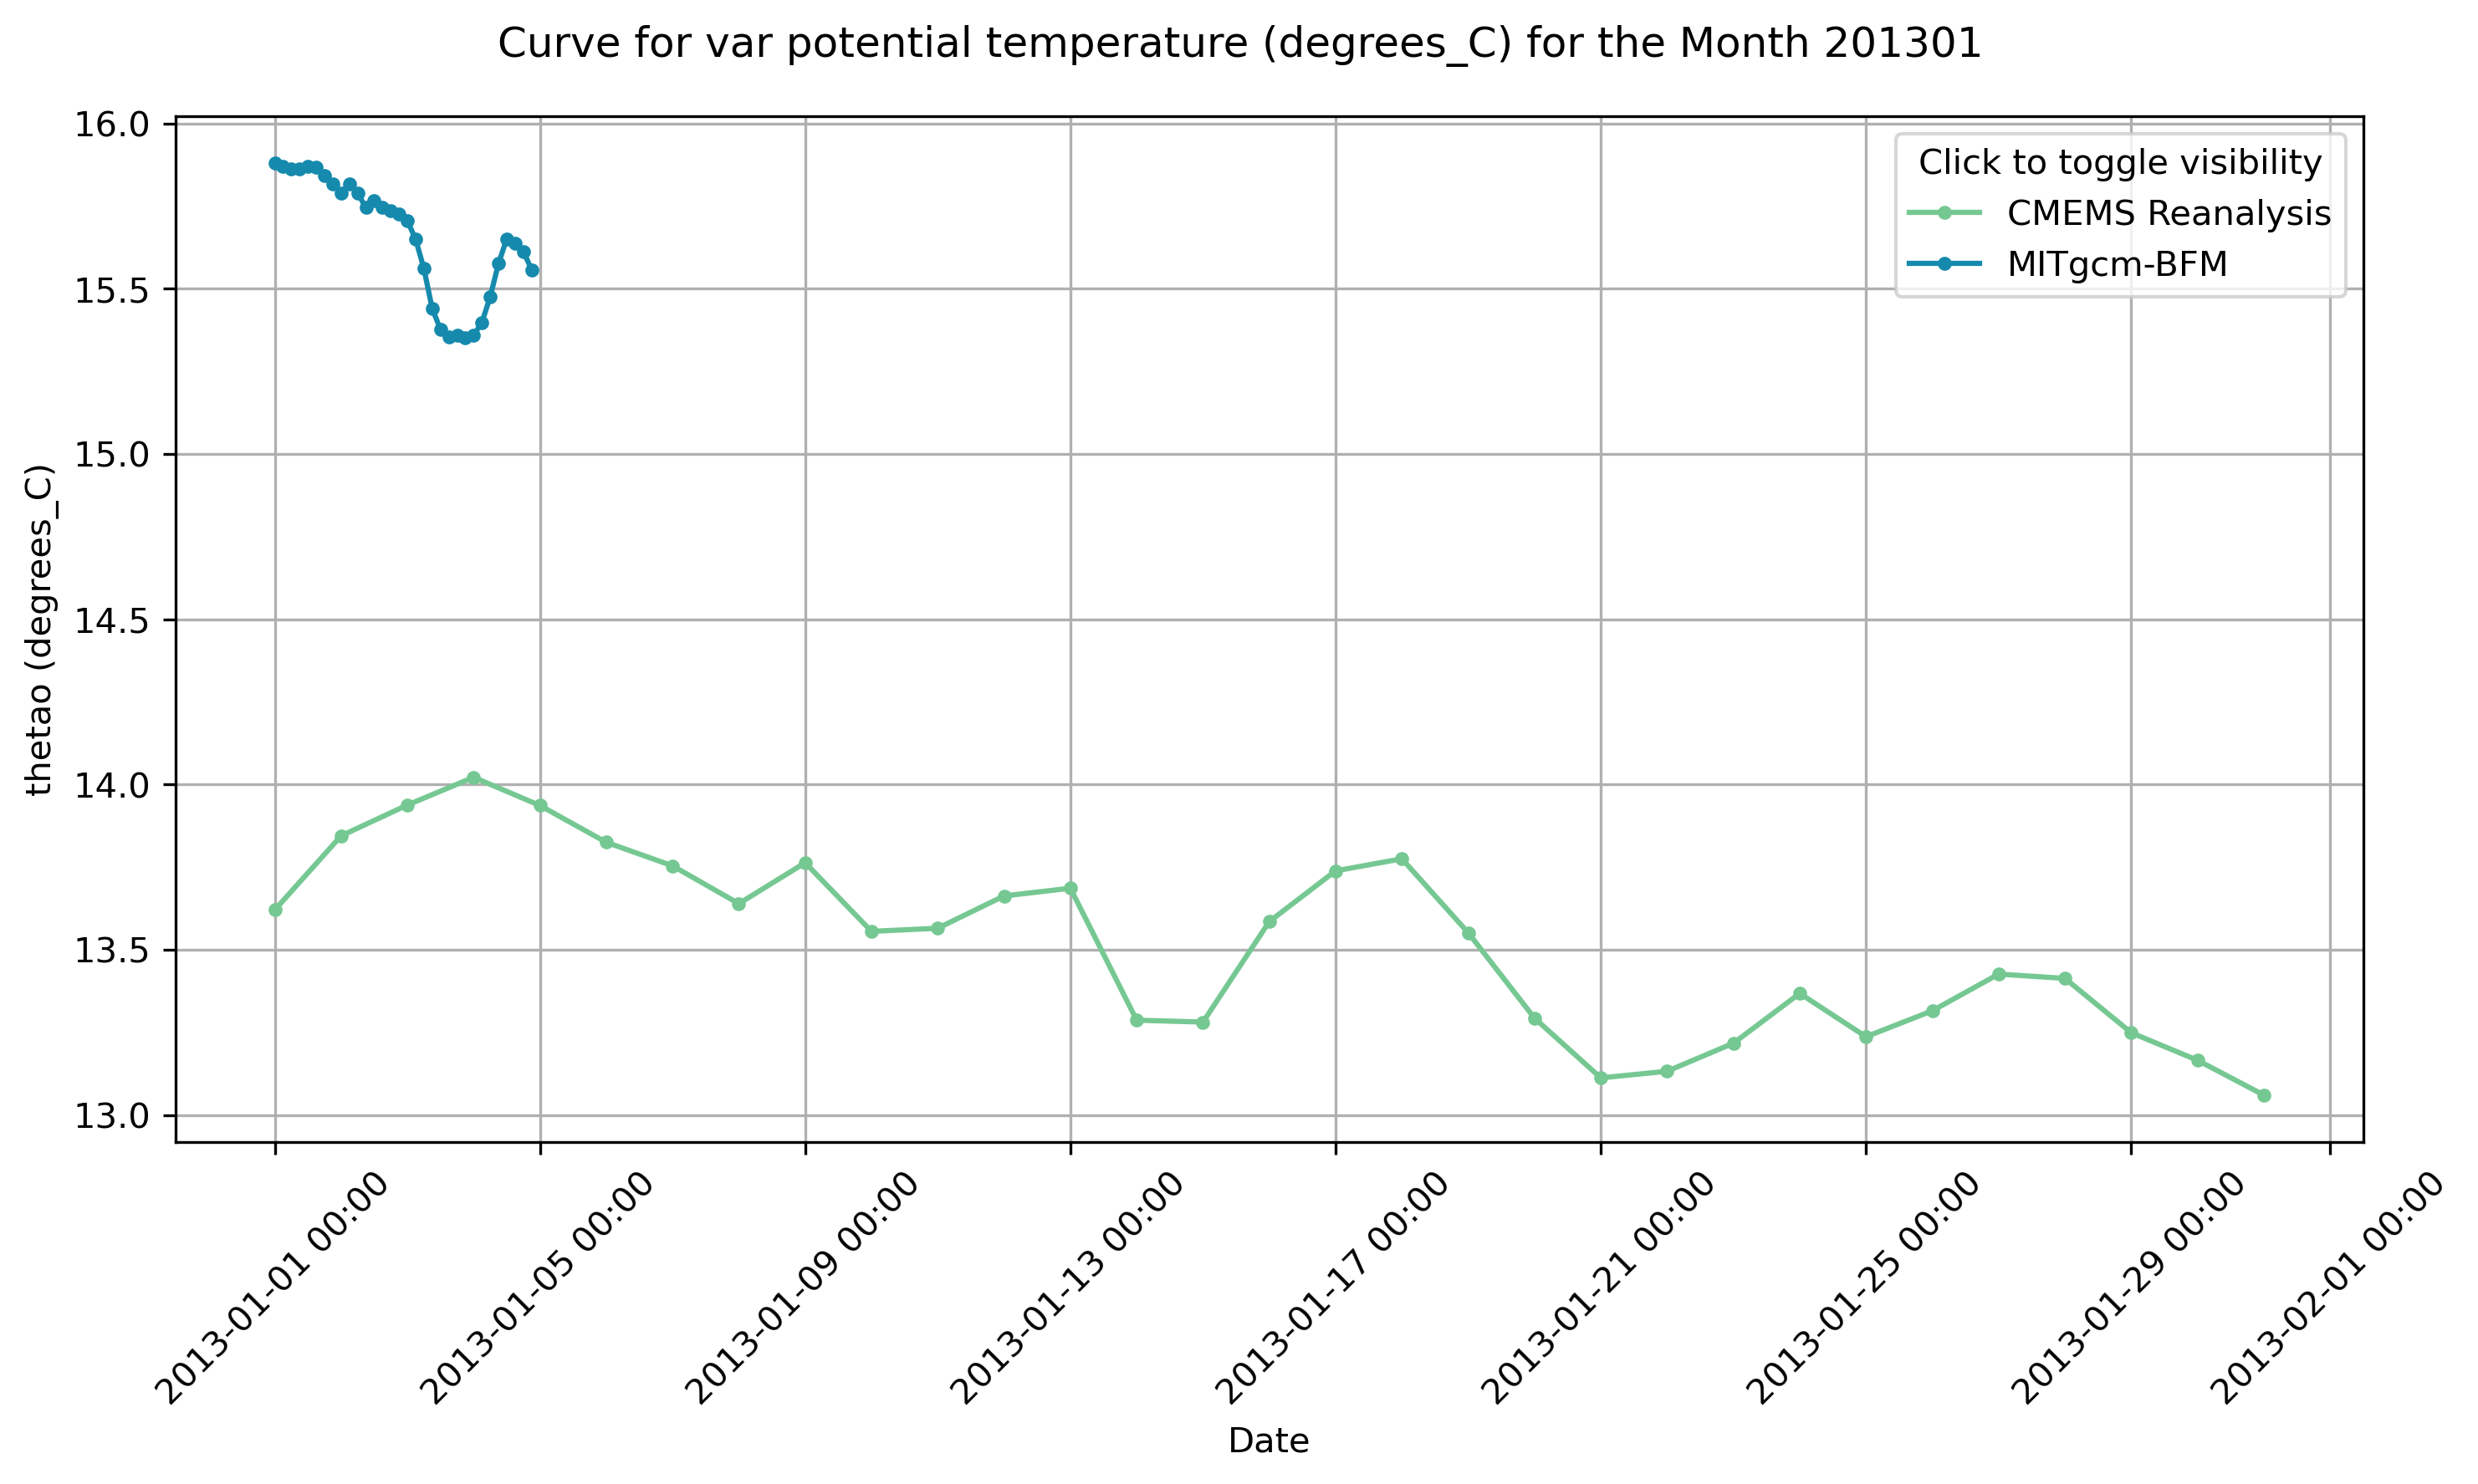 Curve for var potential temperature (degrees_C) for the Month 201301
Click to toggle visibility
CMEMS Reanalysis
MITgcm-BFM
thetao (degrees_C)
16.0
15.5
15.0
14.5
14.0
13.5
13.0
2013-01-01 00:00
2013-01-05 00:00
2013-01-09 00:00
2013-01-13 00:00
2013-01-17 00:00
2013-01-21 00:00
2013-01-25 00:00
2013-01-29 00:00
2013-02-01 00:00
Date